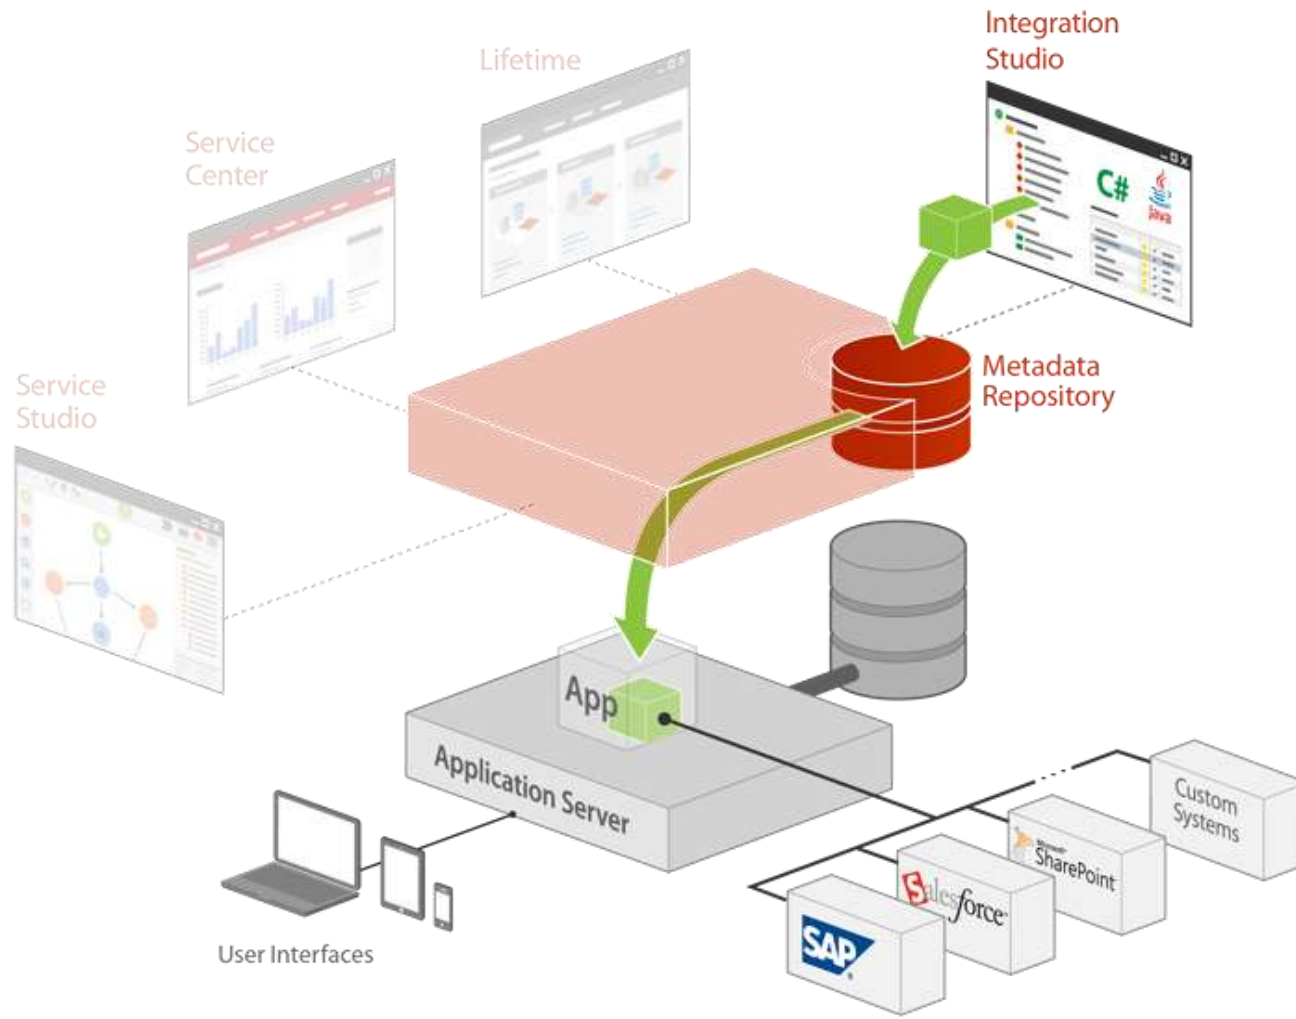 Integration
Studio
Lifetime
Service
Center
C#
Java
Metadata
Repository
Service
Studio
App
Application Server
Custom
Systems
Microsoft
SharePoint
Salesforce
SAP
User Interfaces